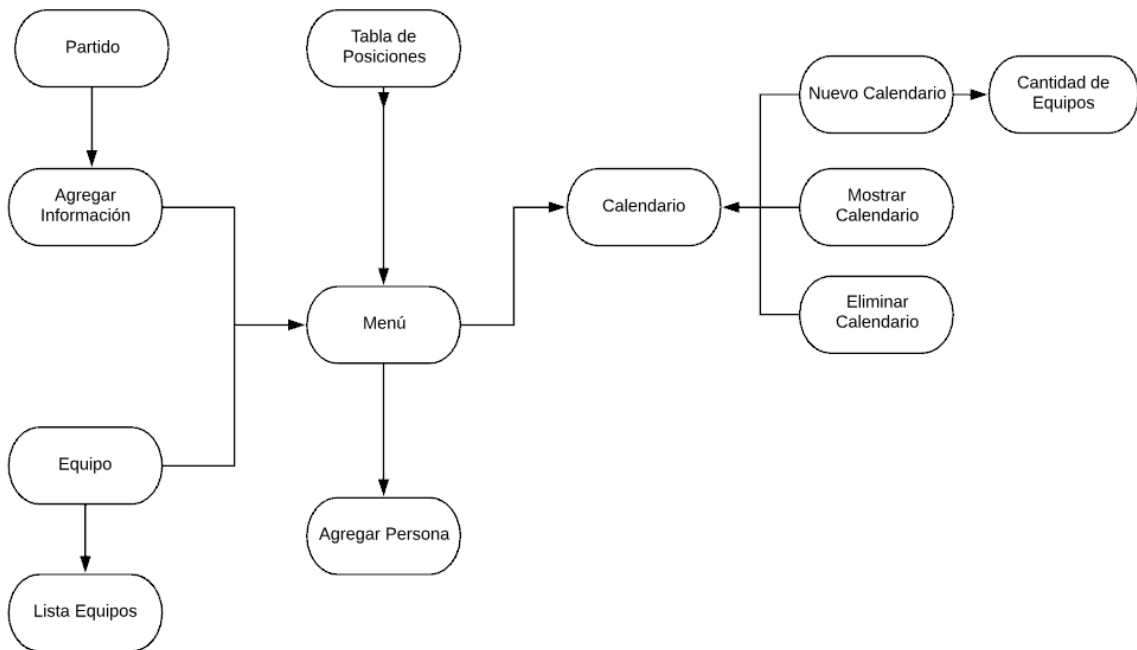 Partido
Tabla de
Posiciones
Nuevo Calendario
Cantidad de
Equipos
Agregar
Información
Calendario
Mostrar
Calendario
Menú
Eliminar
Calendario
Equipo
Agregar Persona
Lista Equipos